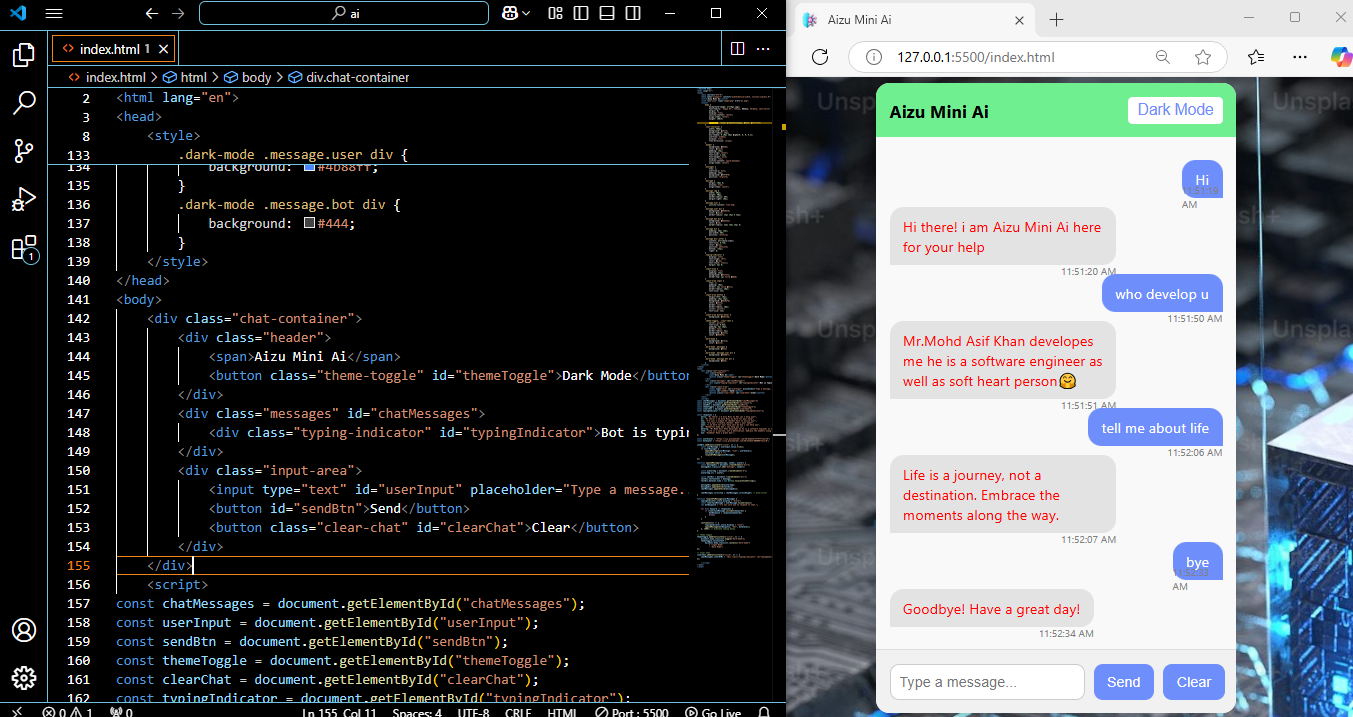 ai
index.html 1
index.html > html > body > div.chat-container
2 <html lang="en">
3 <head>
8 <style>
133 .dark-mode .message.user div {
134 background: #4b88ff;
135 }
136 .dark-mode .message.bot div {
137 background: #444;
138 }
139 </style>
140 </head>
141 <body>
142 <div class="chat-container">
143 <div class="header">
144 <span>Aizu Mini Ai</span>
145 <button class="theme-toggle" id="themeToggle">Dark Mode</button
146 </div>
147 <div class="messages" id="chatMessages">
148 <div class="typing-indicator" id="typingIndicator">Bot is typin
149 </div>
150 <div class="input-area">
151 <input type="text" id="userInput" placeholder="Type a message.
152 <button id="sendBtn">Send</button>
153 <button class="clear-chat" id="clearChat">Clear</button>
154 </div>
155 </div>
156 <script>
157 const chatMessages = document.getElementById("chatMessages");
158 const userInput = document.getElementById("userInput");
159 const sendBtn = document.getElementById("sendBtn");
160 const themeToggle = document.getElementById("themeToggle");
161 const clearChat = document.getElementById("clearChat");
162 const typingIndicator = document.getElementById("typingIndicator");
1
0 1 0 Ln 155, Col 11 Spaces: 4 UTF-8 CRLF HTML Port : 5500 Go Live
Aizu Mini Ai
127.0.0.1:5500/index.html
Aizu Mini Ai
Dark Mode
Hi
AM
Hi there! i am Aizu Mini Ai here
for your help
11:51:20 AM
who develop u
11:51:50 AM
Mr.Mohd Asif Khan developes
me he is a software engineer as
well as soft heart person🤗
11:51:51 AM
tell me about life
11:52:06 AM
Life is a journey, not a
destination. Embrace the
moments along the way.
11:52:07 AM
bye
AM
Goodbye! Have a great day!
11:52:34 AM
Type a message...
Send
Clear